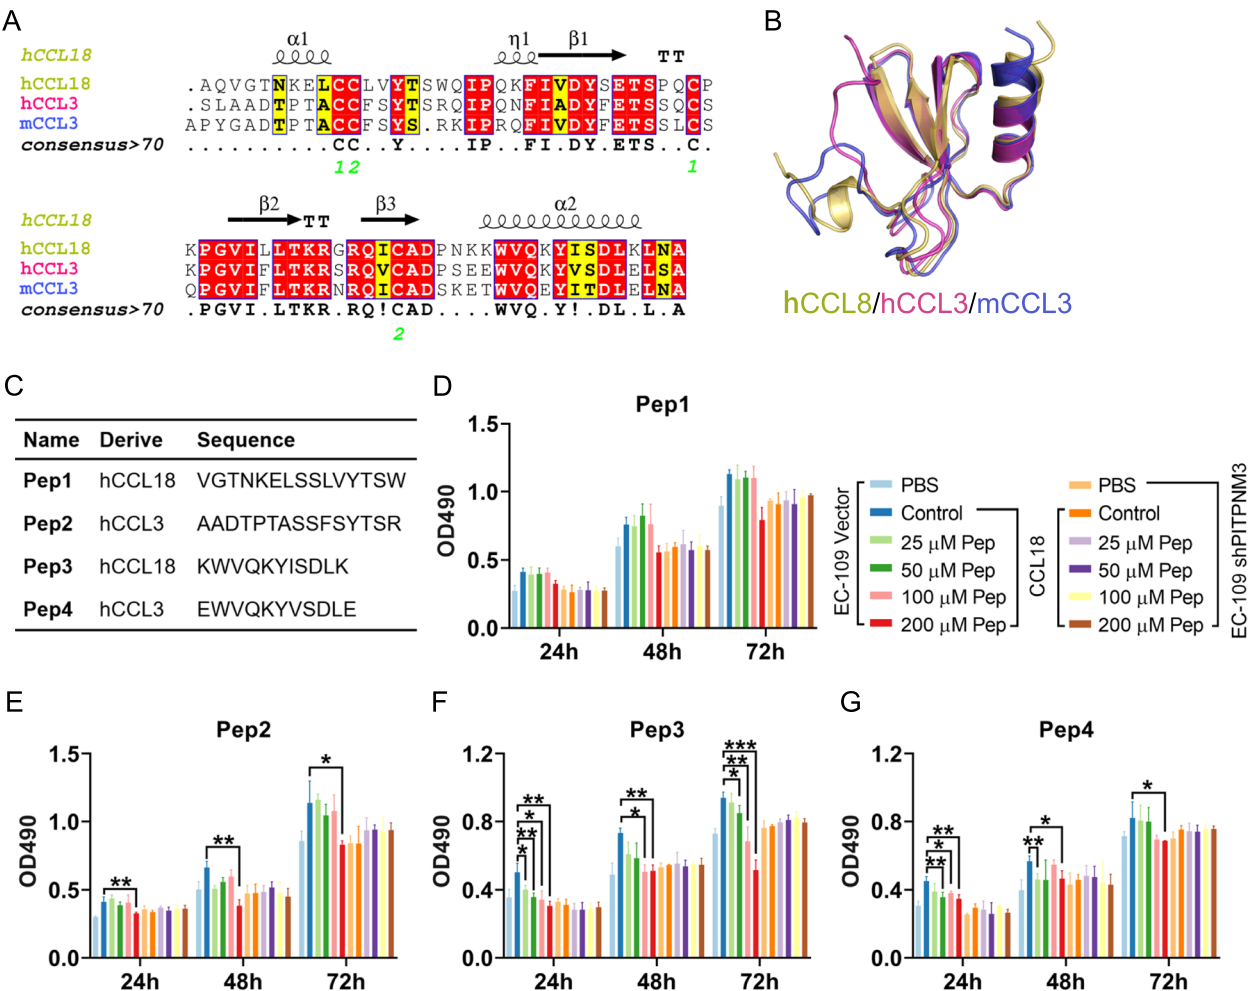 A
α1 η1 β1 TT
hCCL18
hCCL18 .AQVGTNKELCCLVYTSWQIPQKFIVDYSETSPQCP
hCCL3 .SLAADTPTACCFSYTSRQIPQNFIADYFETSSQCS
mCCL3 APYGADTPTACCFSYS.RKIPRQFIVDYFETSSLCS
consensus>70 ..........CC..Y....IP..FI.DY.ETS..C.
12 1
β2 TT β3 α2
hCCL18
hCCL18 KPGVILLTKRGRQICADPNKKWVQKYISDLKLNA
hCCL3 KPGVIFLTKRSRQVCADPSEEWVQKYVSDLELSA
mCCL3 QPGVIFLTKRNRQICADSKETWVQEYITDLELNA
consensus>70 .PGVI.LTKR.RQ!CAD....WVQ.Y!.DL.L.A
2
B
hCCL8/hCCL3/mCCL3
C
Name Derive Sequence
Pep1 hCCL18 VGTNKELSSLVYTSW
Pep2 hCCL3 AADTPTASSFSYTSR
Pep3 hCCL18 KWVQKYISDLK
Pep4 hCCL3 EWVQKYVSDLE
D
Pep1
OD490
1.5
1.0
0.5
0.0
24h 48h 72h
EC-109 Vector
PBS
Control
25 μM Pep
50 μM Pep
100 μM Pep
200 μM Pep
CCL18
PBS
Control
25 μM Pep
50 μM Pep
100 μM Pep
200 μM Pep
EC-109 shPITPNM3
E
Pep2
OD490
1.5
1.0
0.5
0.0
** ** *
24h 48h 72h
F
Pep3
OD490
1.2
0.8
0.4
0.0
**
*
**
*
**
*
***
**
*
24h 48h 72h
G
Pep4
OD490
1.2
0.8
0.4
0.0
**
*
**
*
**
*
24h 48h 72h